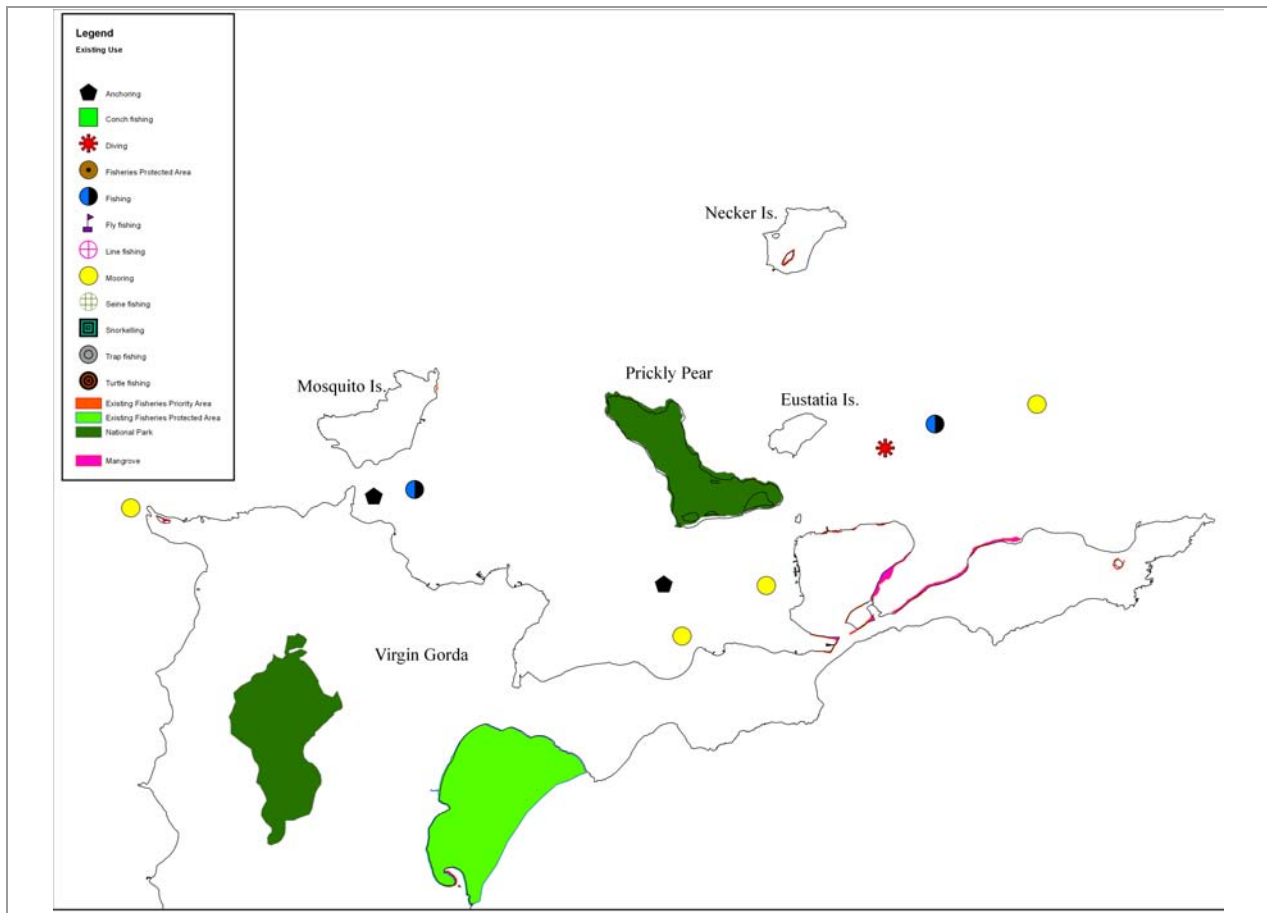 Legend
Existing Use
Anchoring
Conch fishing
Diving
Fisheries Protected Area
Fishing
Fly fishing
Line fishing
Mooring
Seine fishing
Snorkelling
Trap fishing
Turtle fishing
Existing Fisheries Priority Area
Existing Fisheries Protected Area
National Park
Mangrove
Necker Is.
Mosquito Is.
Prickly Pear
Eustatia Is.
Virgin Gorda